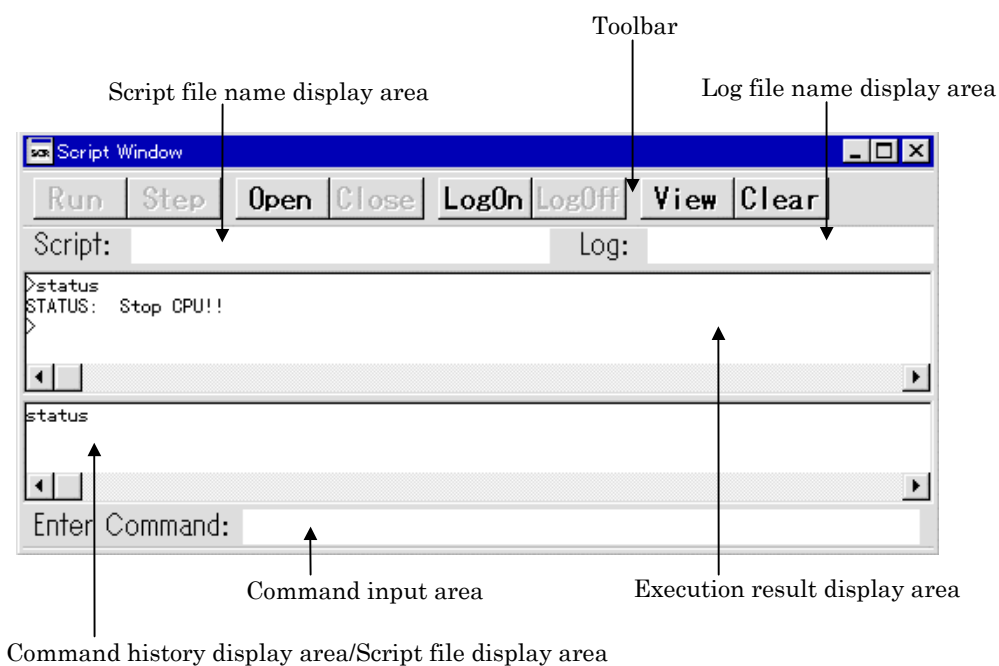 Toolbar
Script file name display area
Log file name display area
SCR Script Window
Run Step Open Close LogOn LogOff View Clear
Script: Log:
>status
STATUS: Stop CPU!!
>
status
Enter Command:
Command input area
Execution result display area
Command history display area/Script file display area